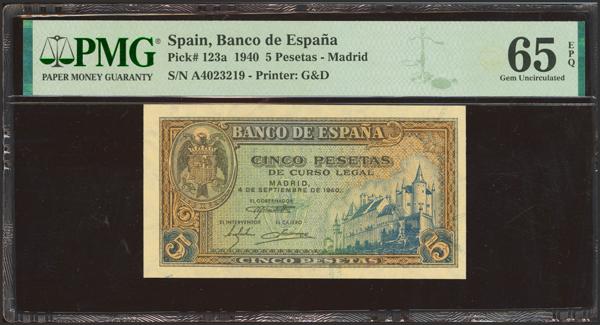 PMG
PAPER MONEY GUARANTY
Spain, Banco de España
Pick# 123a 1940 5 Pesetas - Madrid
S/N A4023219 - Printer: G&D
65 EPQ
Gem Uncirculated
BANCO DE ESPAÑA
CINCO PESETAS
DE CURSO LEGAL
MADRID,
4 DE SEPTIEMBRE DE 1940.
EL GOBERNADOR
EL INTERVENTOR EL CAJERO
5 5
CINCO PESETAS